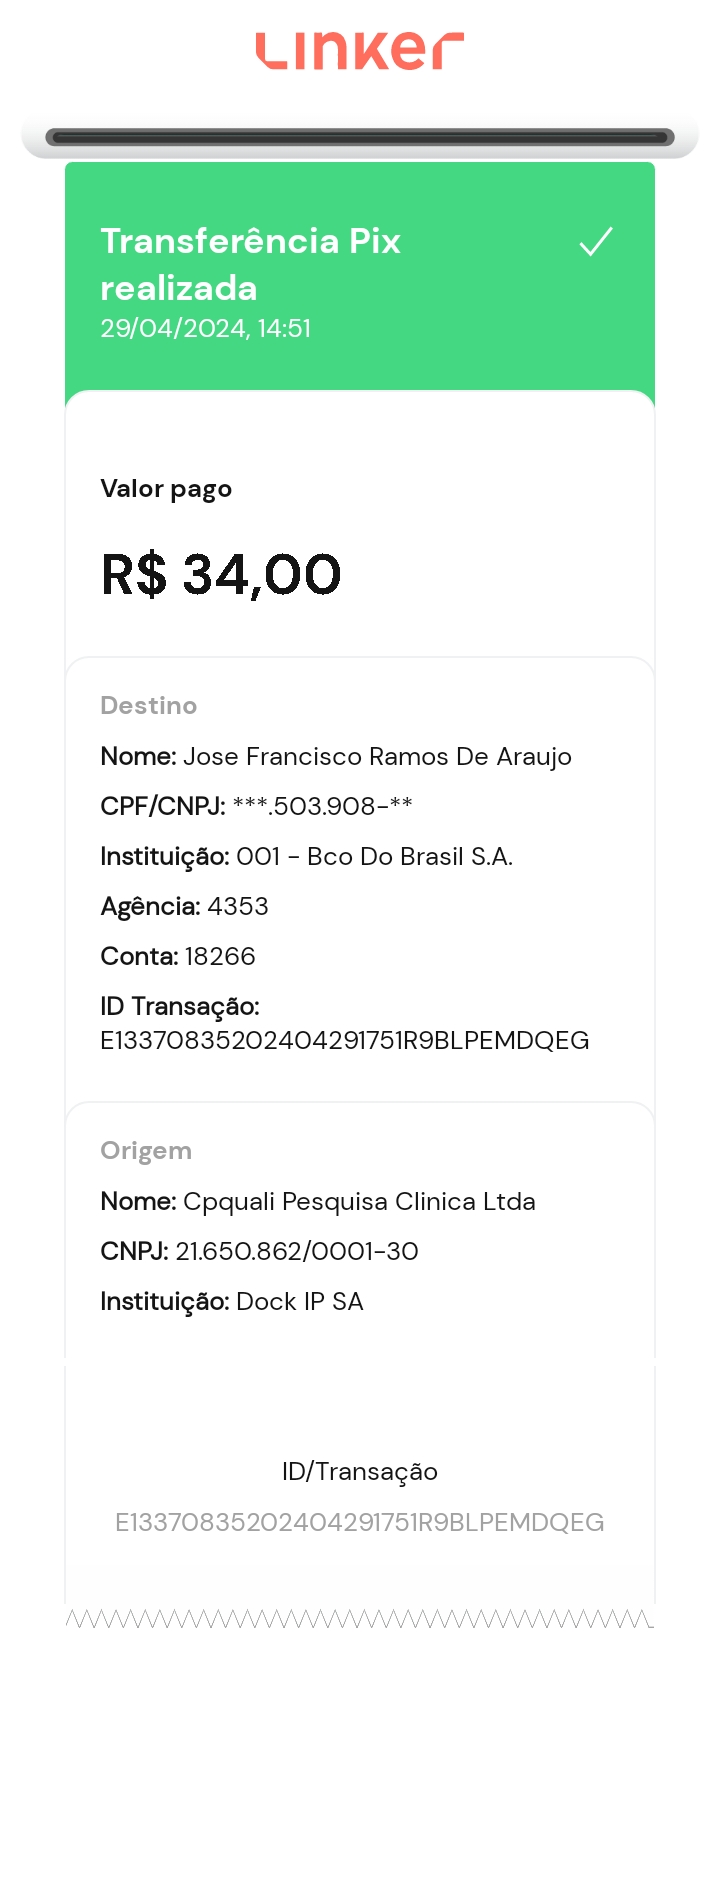 Linker
Transferência Pix
realizada
29/04/2024, 14:51
Valor pago
R$ 34,00
Destino
Nome: Jose Francisco Ramos De Araujo
CPF/CNPJ: ***.503.908-**
Instituição: 001 - Bco Do Brasil S.A.
Agência: 4353
Conta: 18266
ID Transação:
E13370835202404291751R9BLPEMDQEG
Origem
Nome: Cpquali Pesquisa Clinica Ltda
CNPJ: 21.650.862/0001-30
Instituição: Dock IP SA
ID/Transação
E13370835202404291751R9BLPEMDQEG